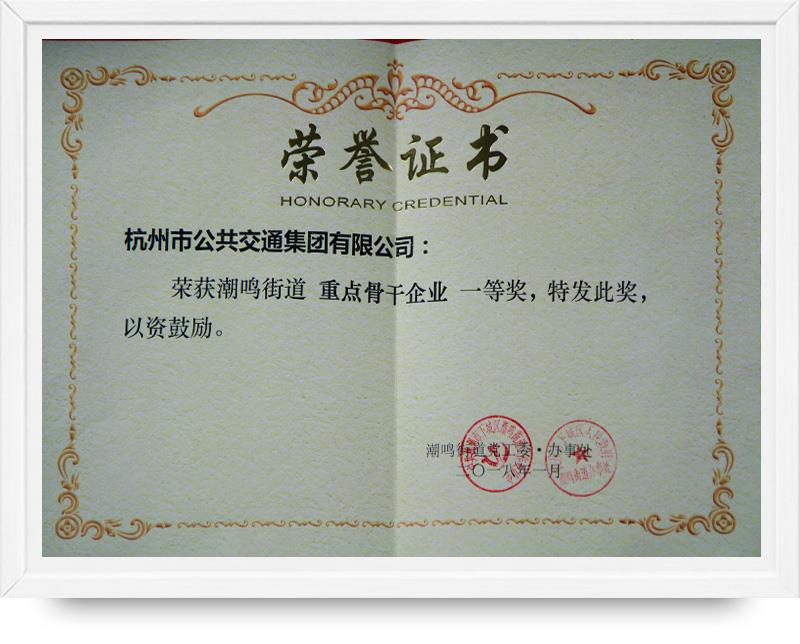 荣誉证书
HONORARY CREDENTIAL
杭州市公共交通集团有限公司：
荣获潮鸣街道 重点骨干企业 一等奖，特发此奖，
以资鼓励。
潮鸣街道党工委·办事处
二〇一八年一月